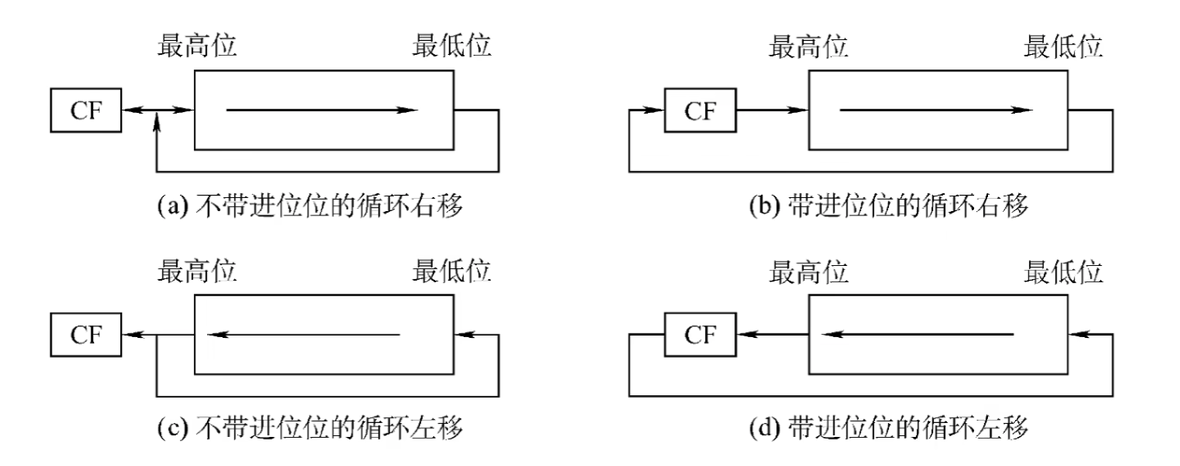 最高位 最低位 最高位 最低位
CF CF
(a) 不带进位位的循环右移 (b) 带进位位的循环右移
最高位 最低位 最高位 最低位
CF CF
(c) 不带进位位的循环左移 (d) 带进位位的循环左移